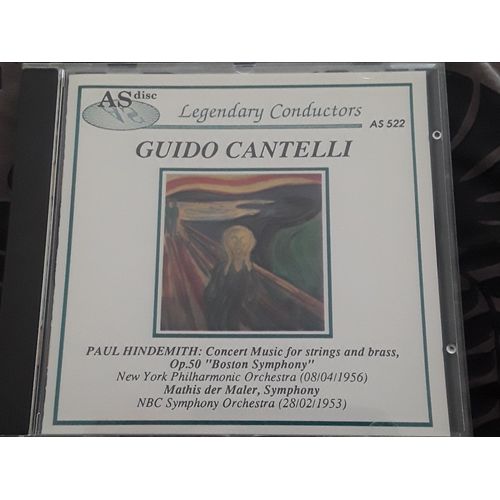 AS disc
Legendary Conductors
AS 522
GUIDO CANTELLI
PAUL HINDEMITH: Concert Music for strings and brass,
Op.50 "Boston Symphony"
New York Philharmonic Orchestra (08/04/1956)
Mathis der Maler, Symphony
NBC Symphony Orchestra (28/02/1953)